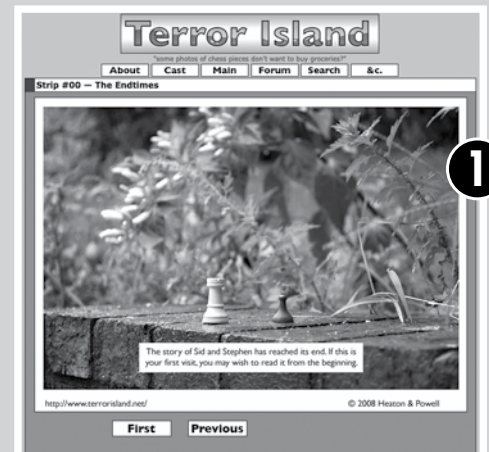 Terror Island
"some photos of chess pieces don't want to buy groceries?"
About Cast Main Forum Search &c.
Strip #00 — The Endtimes
1
The story of Sid and Stephen has reached its end. If this is
your first visit, you may wish to read it from the beginning.
http://www.terrorisland.net/ © 2008 Heaton & Powell
First Previous